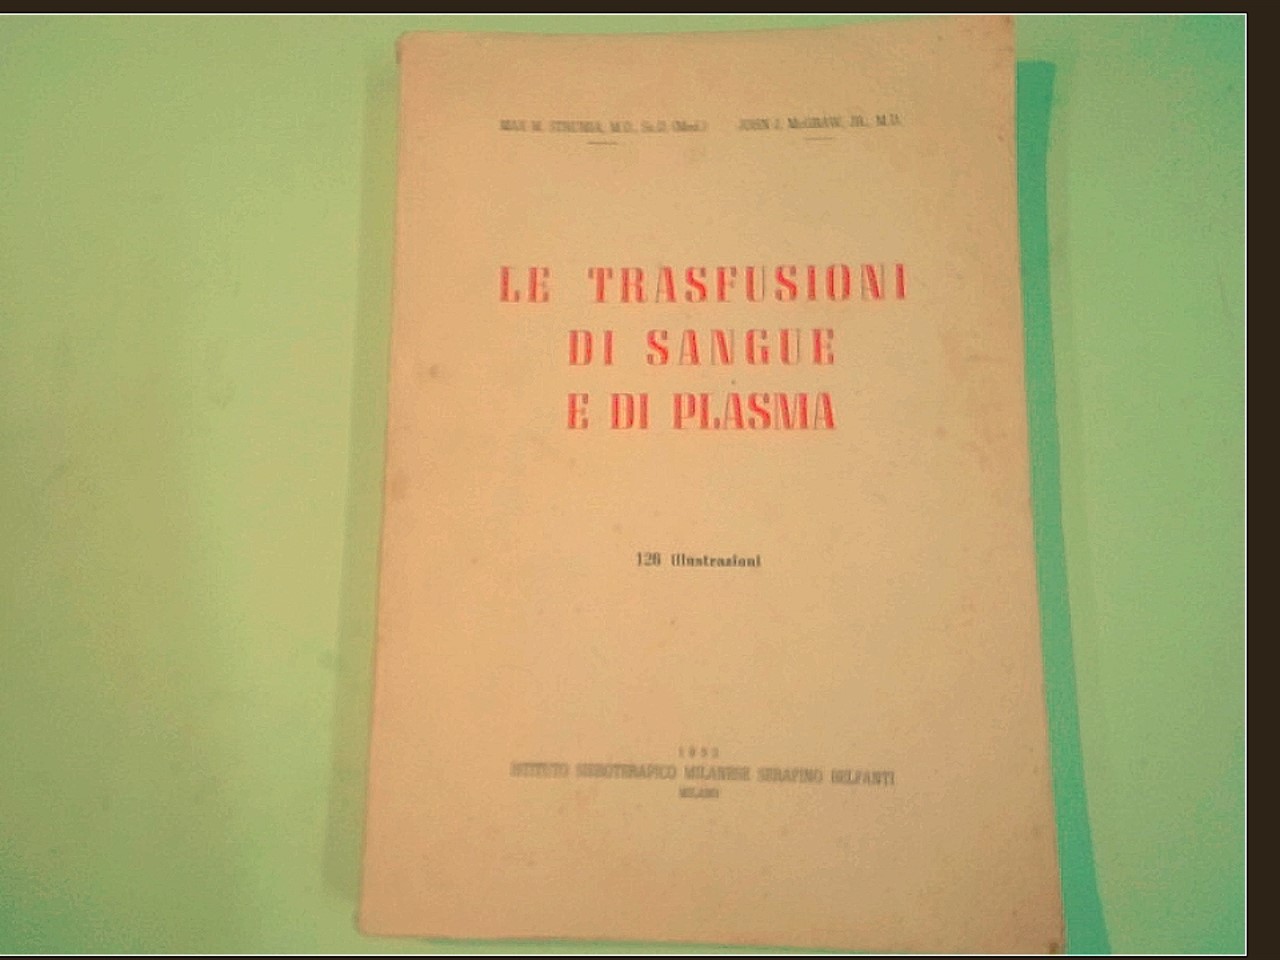 MAX M. STRUMIA, M.D., Sc.D. (Med.) JOHN J. McGRAW, JR., M.D.
LE TRASFUSIONI
DI SANGUE
E DI PLASMA
126 illustrazioni
ISTITUTO SIEROTERAPICO MILANESE SERAFINO BELFANTI
MILANO